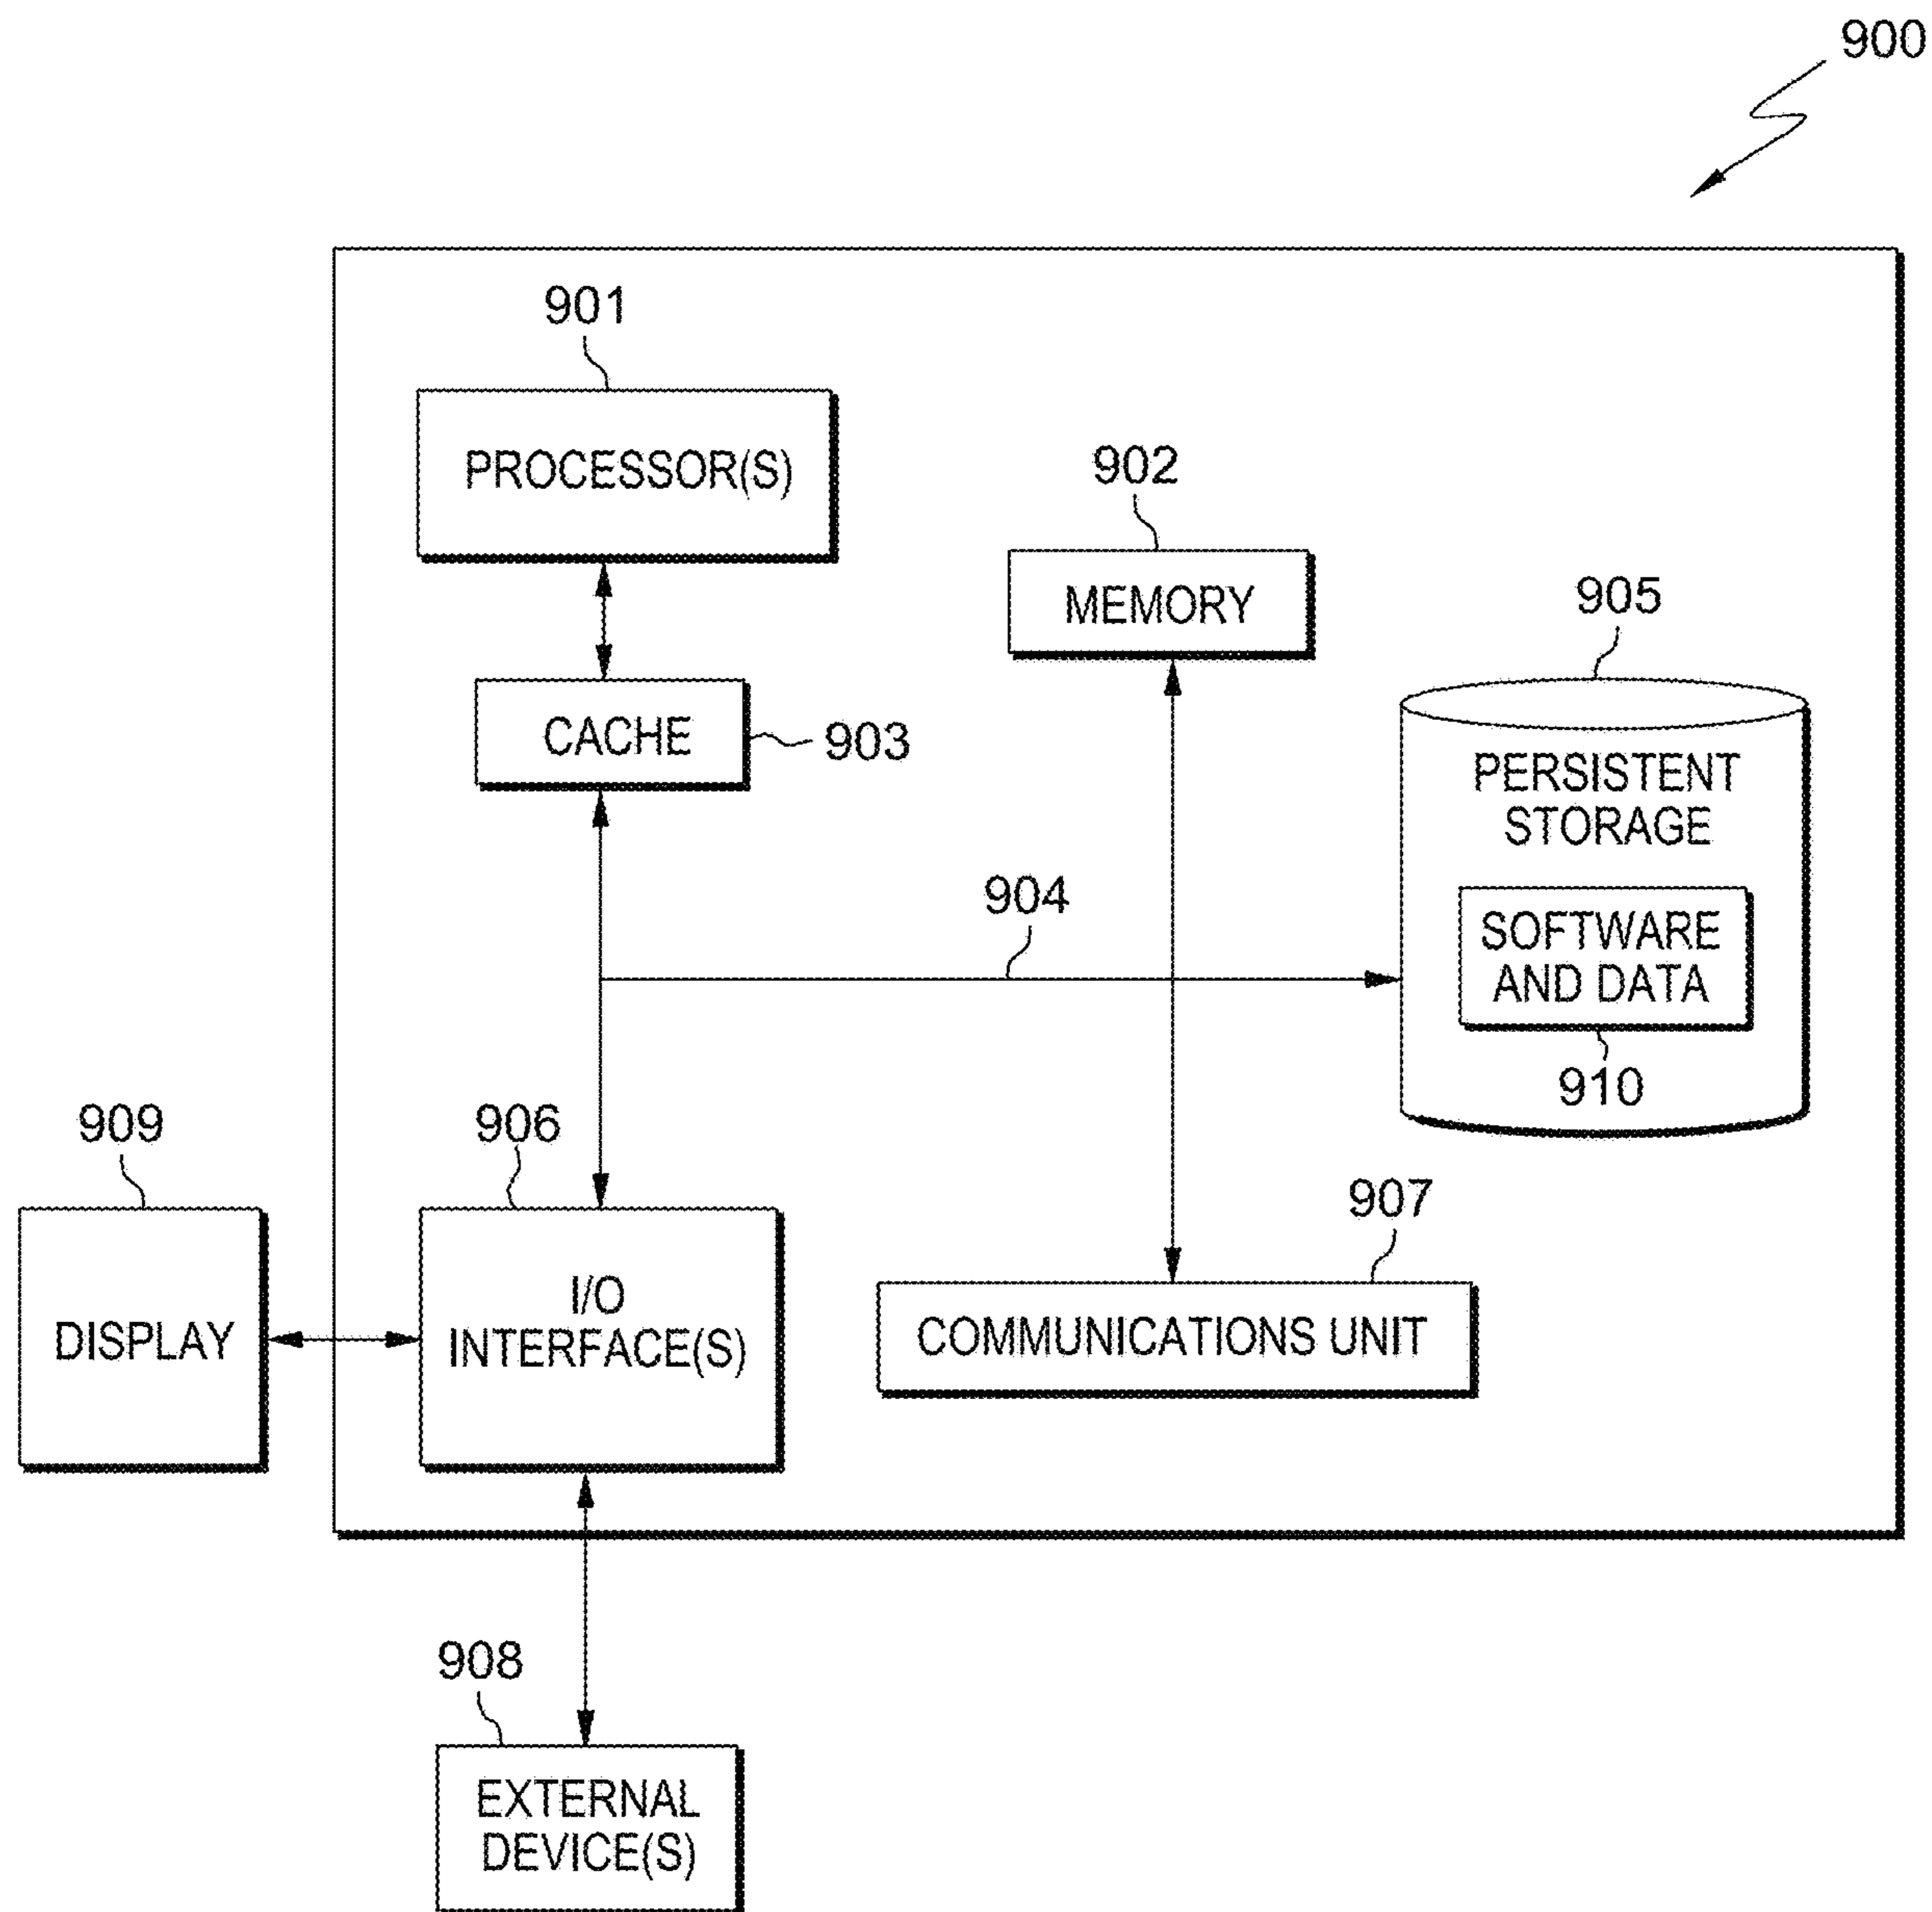 900
901
PROCESSOR(S)
902
MEMORY
905
CACHE
903
PERSISTENT
STORAGE
904
SOFTWARE
AND DATA
910
909
906
907
DISPLAY
I/O
INTERFACE(S)
COMMUNICATIONS UNIT
908
EXTERNAL
DEVICE(S)